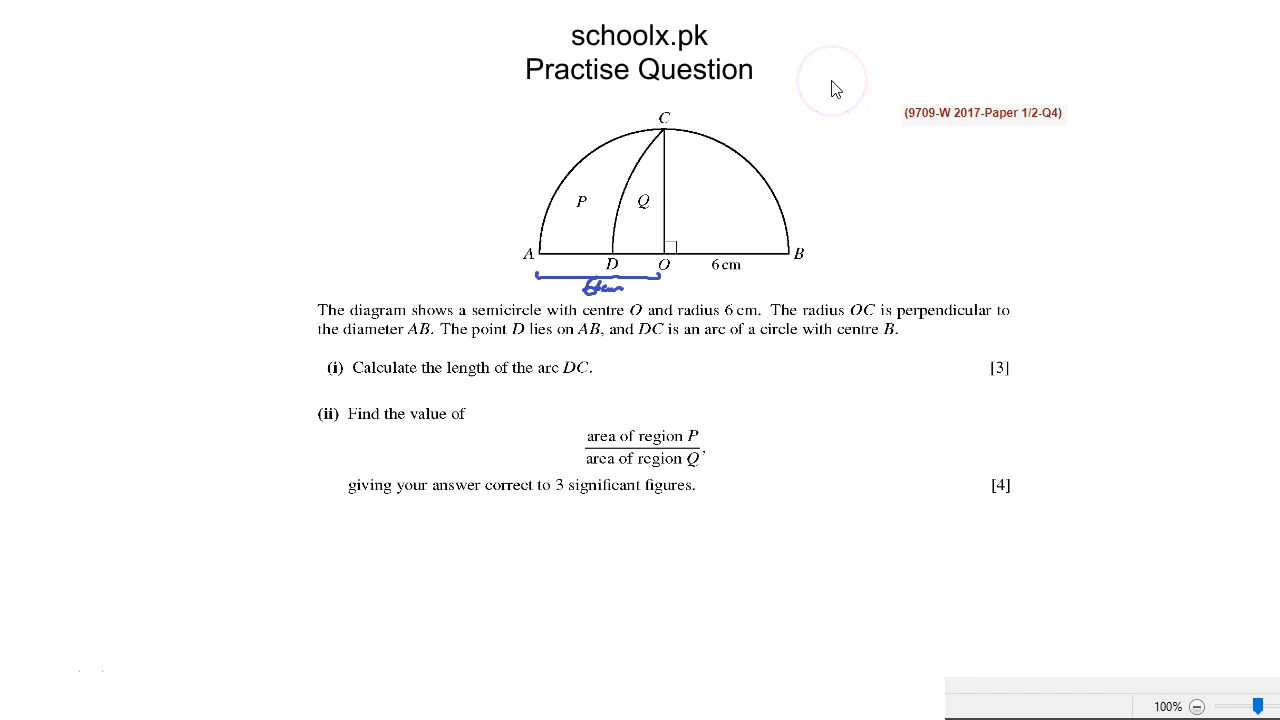 schoolx.pk
Practise Question
(9709-W 2017-Paper 1/2-Q4)
C
P
Q
A
D
O
6 cm
B
6cm
The diagram shows a semicircle with centre O and radius 6 cm. The radius OC is perpendicular to
the diameter AB. The point D lies on AB, and DC is an arc of a circle with centre B.
(i) Calculate the length of the arc DC. [3]
(ii) Find the value of
area of region P
area of region Q,
giving your answer correct to 3 significant figures. [4]
100%